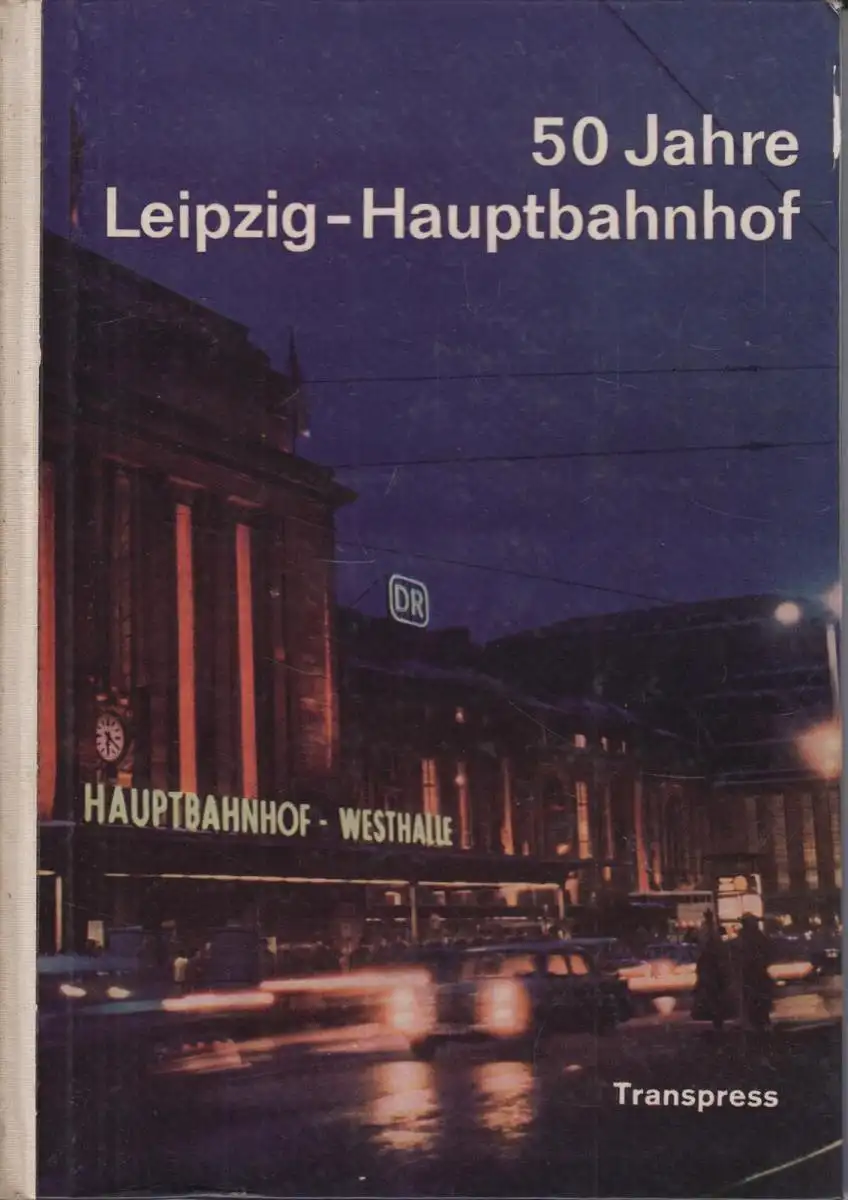 50 Jahre
Leipzig-Hauptbahnhof
DR
HAUPTBAHNHOF - WESTHALLE
Transpress